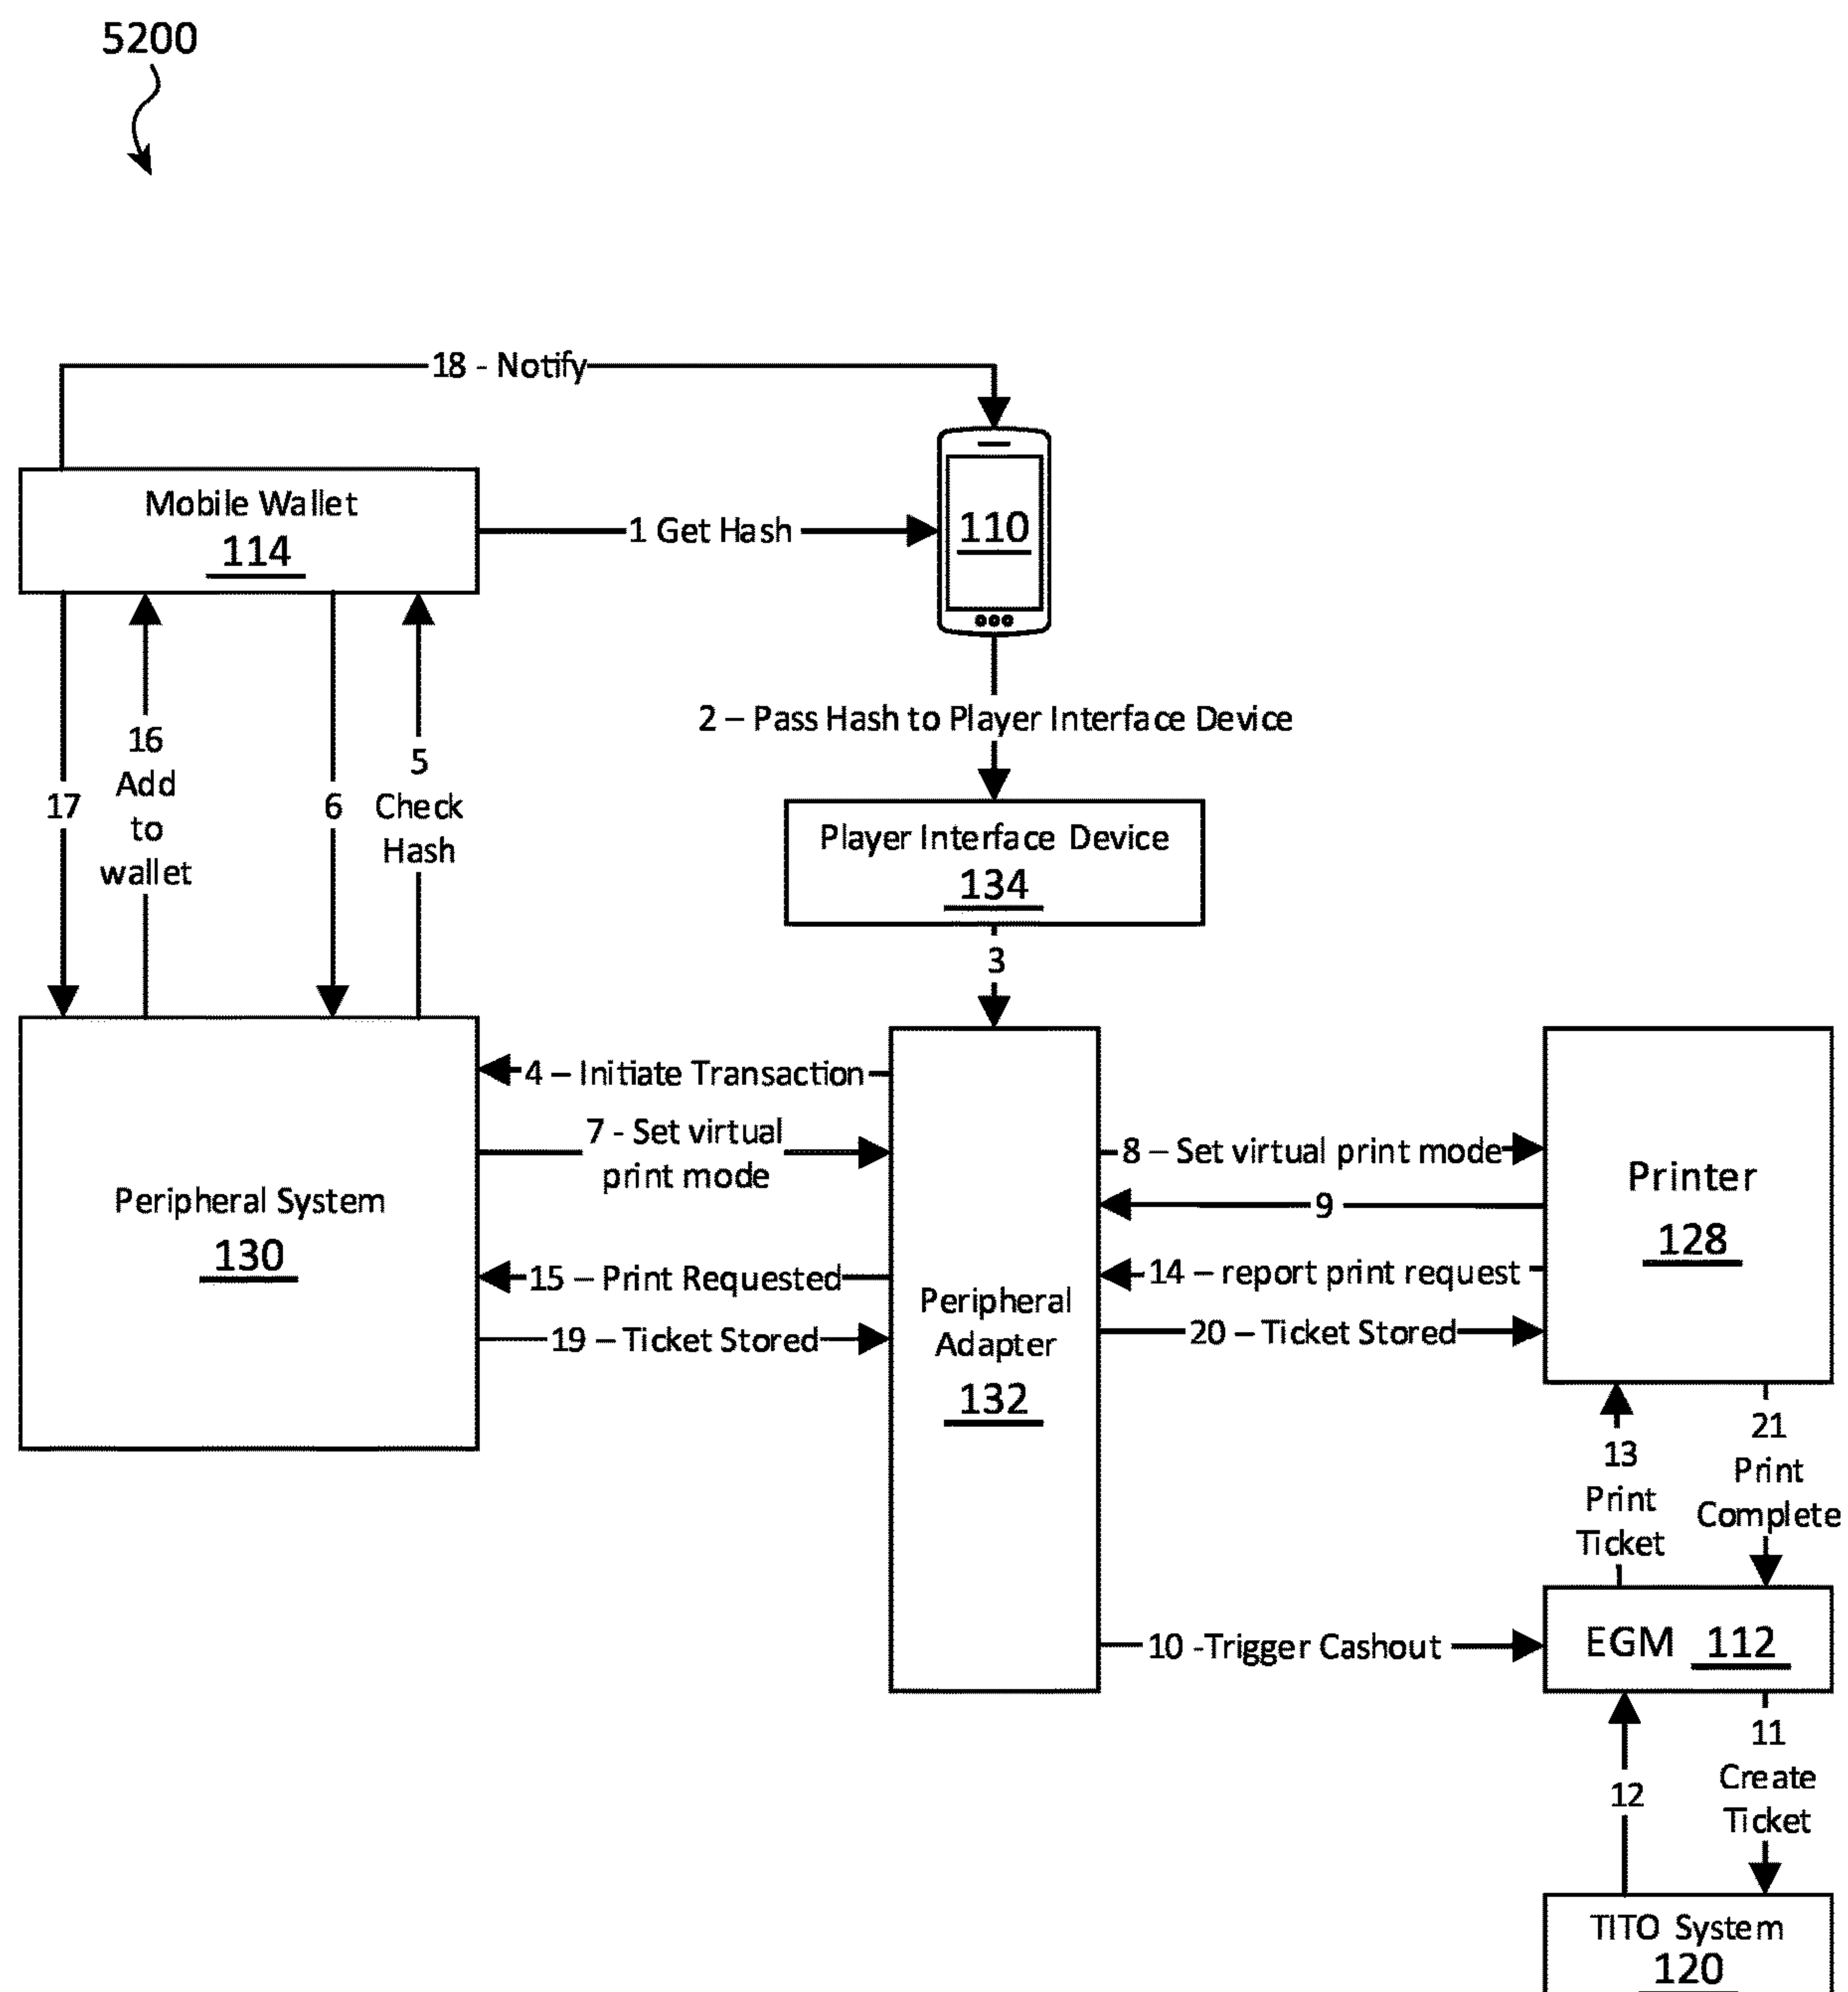 5200
18 - Notify
Mobile Wallet
114
1 Get Hash
110
2 – Pass Hash to Player Interface Device
17
16
Add
to
wallet
6
5
Check
Hash
Player Interface Device
134
3
4 – Initiate Transaction
7 - Set virtual
print mode
8 – Set virtual print mode
9
Peripheral System
130
Printer
128
15 – Print Requested
14 – report print request
Peripheral
Adapter
132
19 – Ticket Stored
20 – Ticket Stored
13
Print
Ticket
21
Print
Complete
10 -Trigger Cashout
EGM 112
12
11
Create
Ticket
TITO System
120